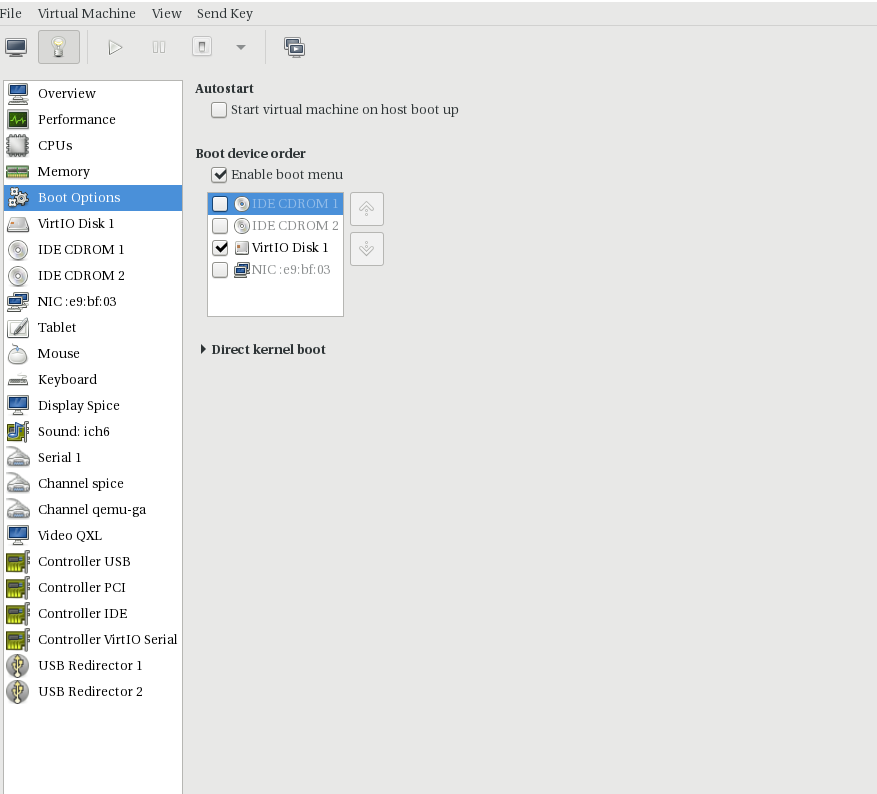 File Virtual Machine View Send Key
Overview
Performance
CPUs
Memory
Boot Options
VirtIO Disk 1
IDE CDROM 1
IDE CDROM 2
NIC :e9:bf:03
Tablet
Mouse
Keyboard
Display Spice
Sound: ich6
Serial 1
Channel spice
Channel qemu-ga
Video QXL
Controller USB
Controller PCI
Controller IDE
Controller VirtIO Serial
USB Redirector 1
USB Redirector 2
Autostart
Start virtual machine on host boot up
Boot device order
Enable boot menu
IDE CDROM 1
IDE CDROM 2
VirtIO Disk 1
NIC :e9:bf:03
Direct kernel boot